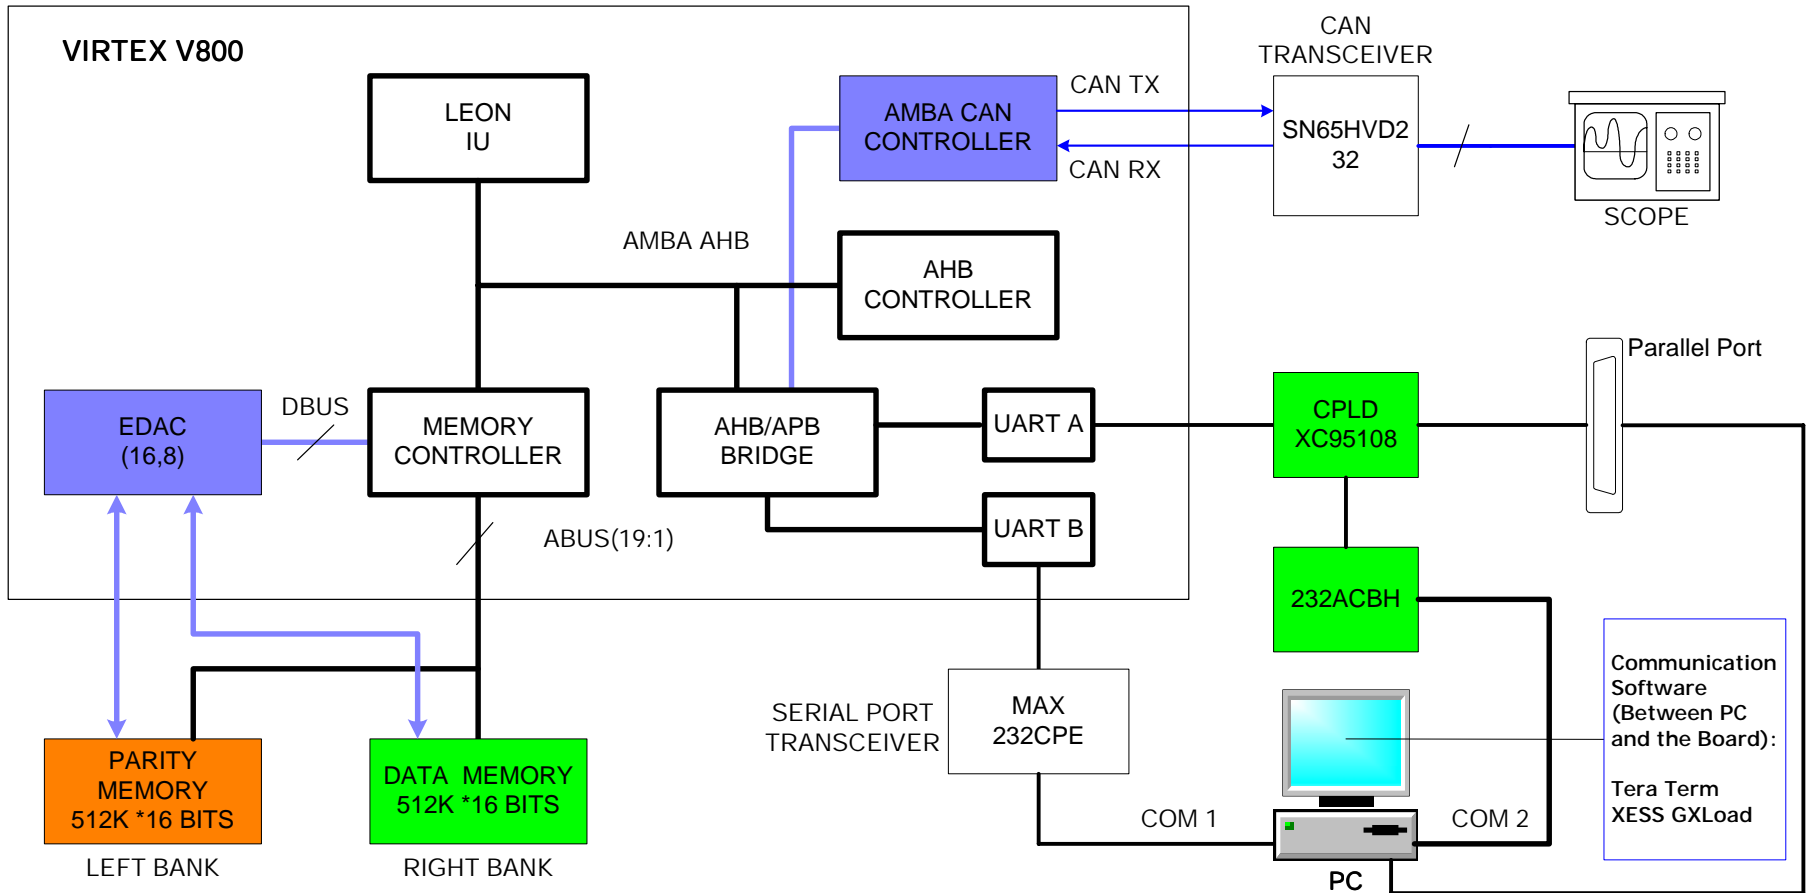 VIRTEX V800
LEON
IU
AMBA CAN
CONTROLLER
CAN TX
CAN RX
CAN
TRANSCEIVER
SN65HVD2
32
SCOPE
AMBA AHB
AHB
CONTROLLER
Parallel Port
EDAC
(16,8)
DBUS
MEMORY
CONTROLLER
AHB/APB
BRIDGE
UART A
CPLD
XC95108
ABUS(19:1)
UART B
232ACBH
PARITY
MEMORY
512K *16 BITS
LEFT BANK
DATA  MEMORY
512K *16 BITS
RIGHT BANK
SERIAL PORT
TRANSCEIVER
MAX
232CPE
COM 1
COM 2
PC
Communication
Software
(Between PC
and the Board):
Tera Term
XESS GXLoad